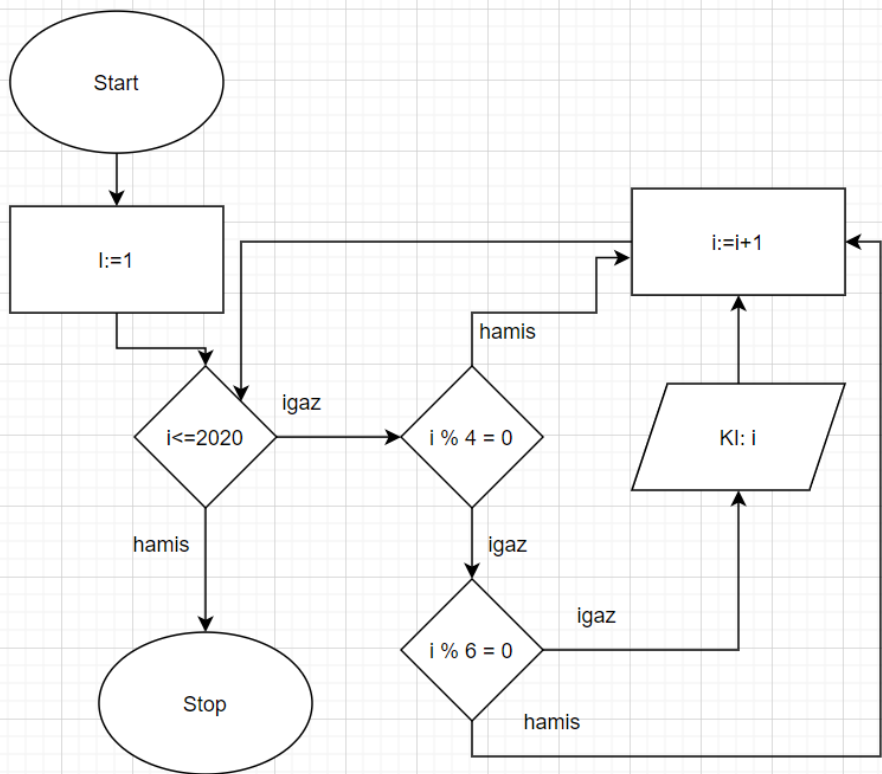 Start
I:=1
i<=2020
igaz
hamis
Stop
i % 4 = 0
hamis
igaz
i % 6 = 0
igaz
hamis
KI: i
i:=i+1